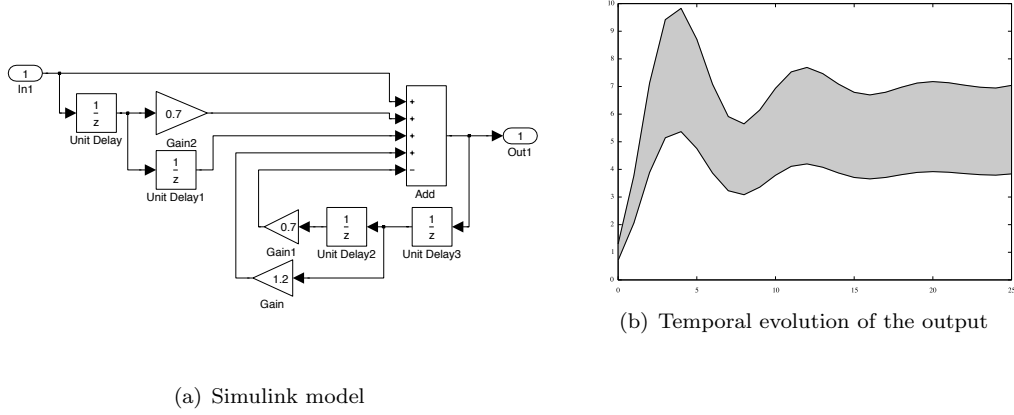 1
In1
1
z
Unit Delay
0.7
Gain2
1
z
Unit Delay1
+
+
+
+
−
Add
1
Out1
0.7
Gain1
1
z
Unit Delay2
1
z
Unit Delay3
1.2
Gain
(a) Simulink model
10
9
8
7
6
5
4
3
2
1
0
0 5 10 15 20 25
(b) Temporal evolution of the output